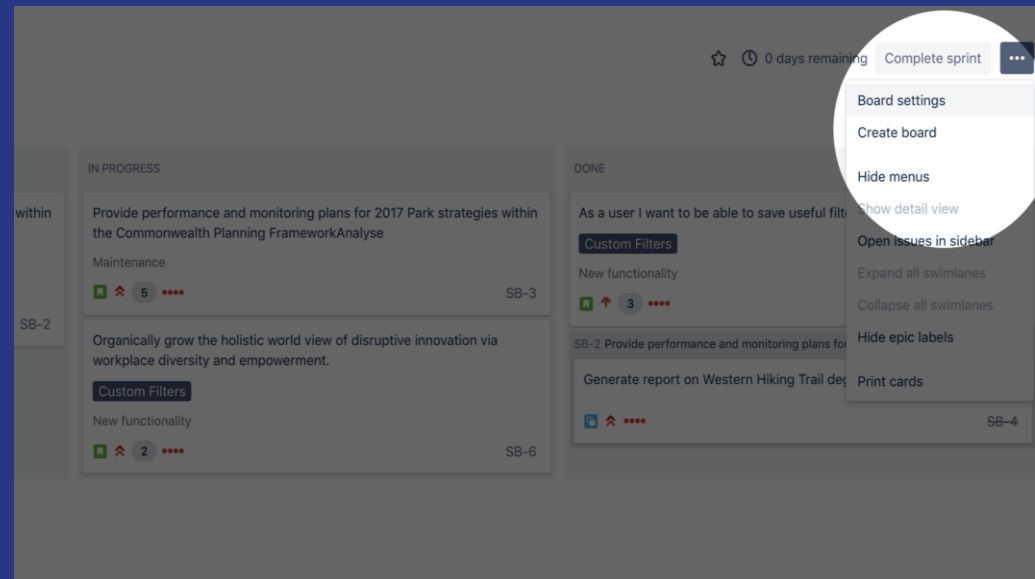 0 days remaining
Complete sprint
Board settings
Create board
Hide menus
Show detail view
Open issues in sidebar
Expand all swimlanes
Collapse all swimlanes
Hide epic labels
Print cards
within
SB-2
IN PROGRESS
Provide performance and monitoring plans for 2017 Park strategies within
the Commonwealth Planning FrameworkAnalyse
Maintenance
5
SB-3
Organically grow the holistic world view of disruptive innovation via
workplace diversity and empowerment.
Custom Filters
New functionality
2
SB-6
DONE
As a user I want to be able to save useful
Custom Filters
New functionality
3
SB-2 Provide performance and monitoring plans for
Generate report on Western Hiking Trail
SB-4